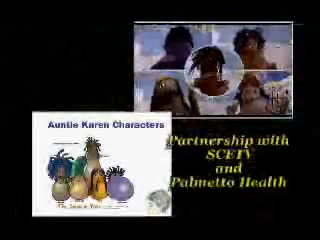 Auntie Karen Characters
Partnership with
SCETV
and
Palmetto Health